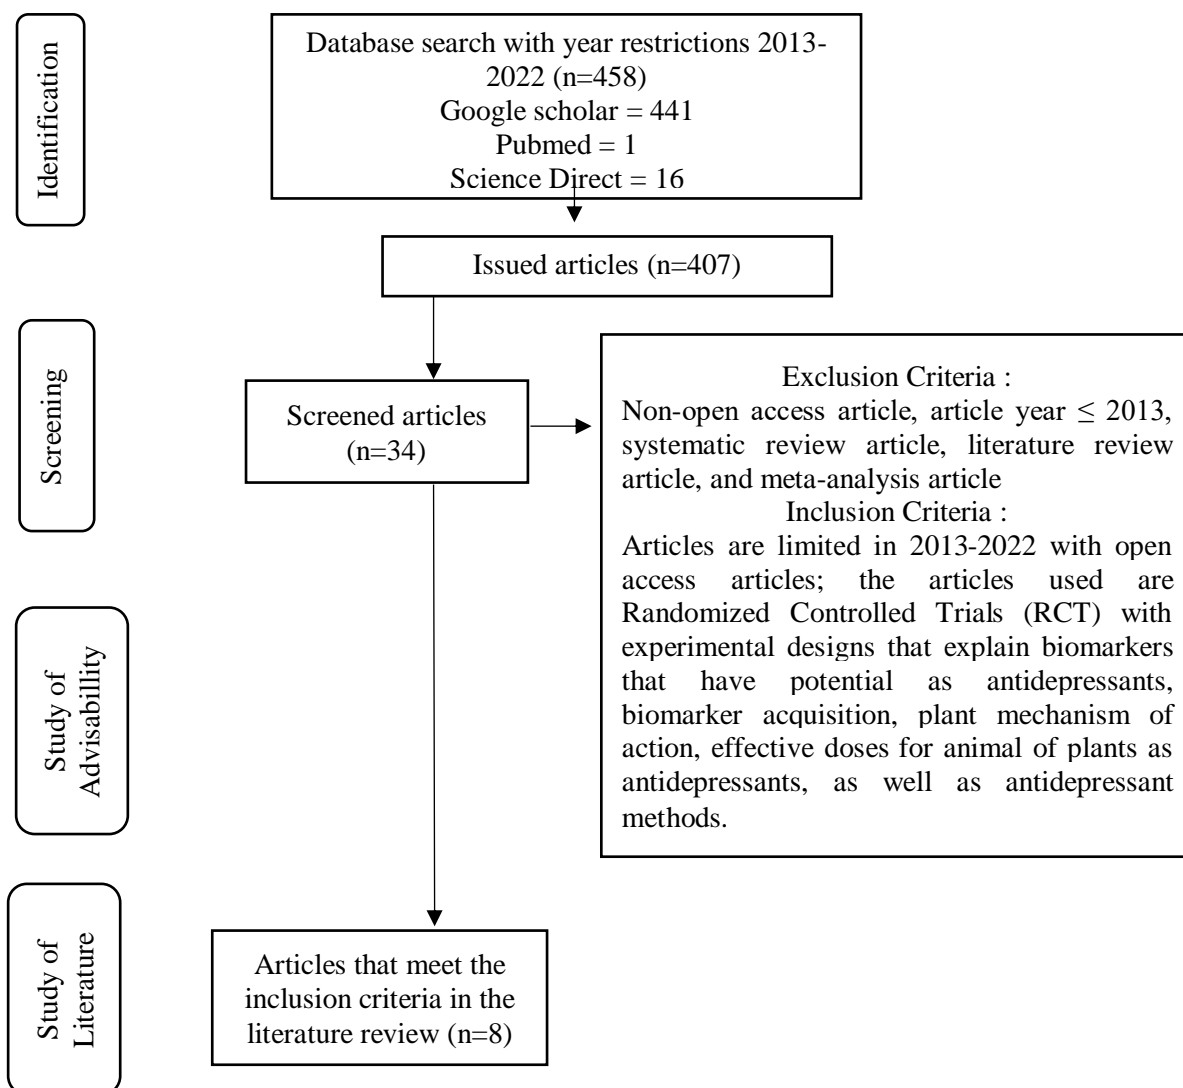 Identification
Database search with year restrictions 2013-
2022 (n=458)
Google scholar = 441
Pubmed = 1
Science Direct = 16
Issued articles (n=407)
Screening
Screened articles
(n=34)
Exclusion Criteria :
Non-open access article, article year ≤ 2013,
systematic review article, literature review
article, and meta-analysis article
Inclusion Criteria :
Articles are limited in 2013-2022 with open
access articles; the articles used are
Randomized Controlled Trials (RCT) with
experimental designs that explain biomarkers
that have potential as antidepressants,
biomarker acquisition, plant mechanism of
action, effective doses for animal of plants as
antidepressants, as well as antidepressant
methods.
Study of
Advisabillity
Study of
Literature
Articles that meet the
inclusion criteria in the
literature review (n=8)